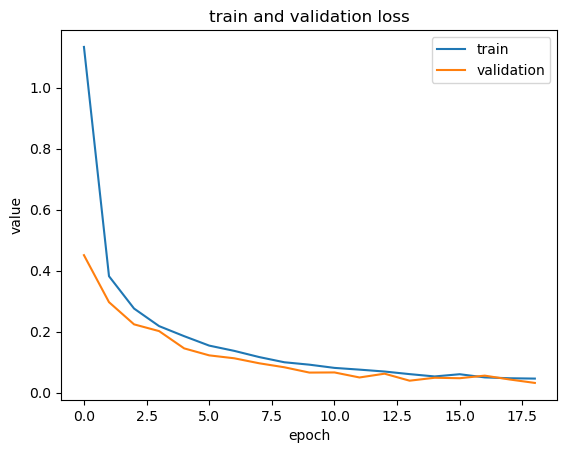 train and validation loss
train
validation
value
1.0
0.8
0.6
0.4
0.2
0.0
0.0 2.5 5.0 7.5 10.0 12.5 15.0 17.5
epoch